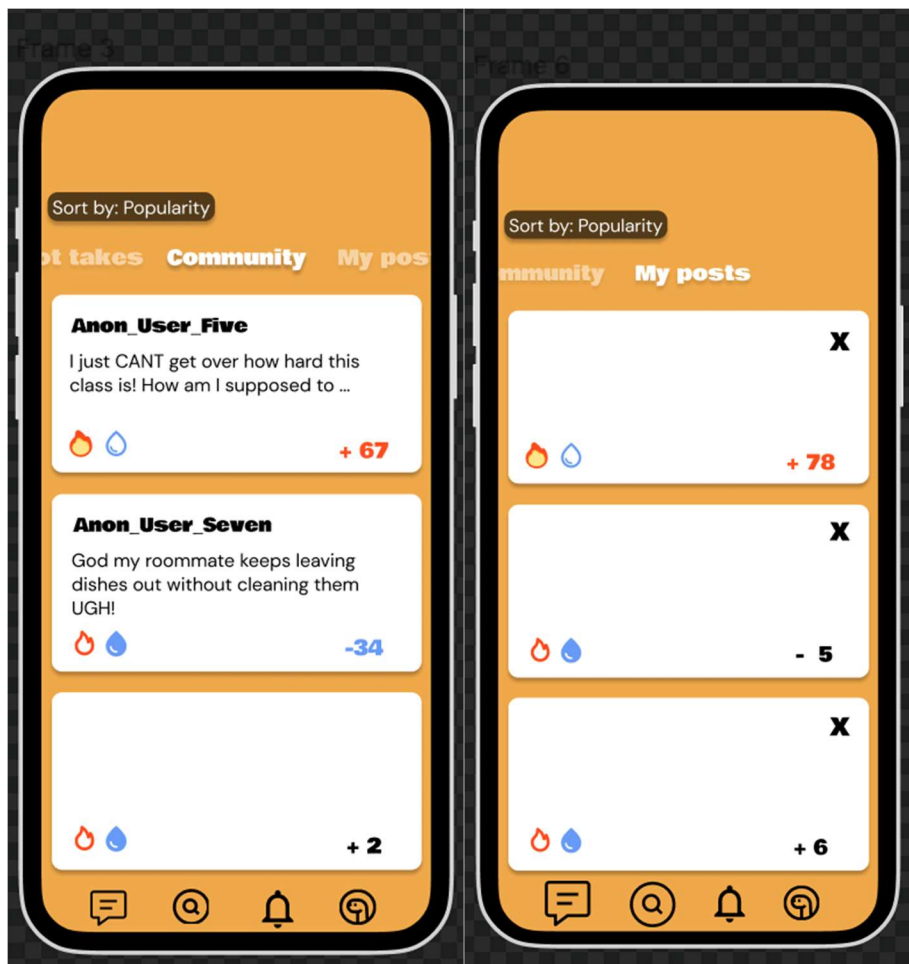 Frame 3
Sort by: Popularity
ot takes Community My pos
Anon_User_Five
I just CANT get over how hard this
class is! How am I supposed to ...
+ 67
Anon_User_Seven
God my roommate keeps leaving
dishes out without cleaning them
UGH!
-34
+ 2
Frame 6
Sort by: Popularity
mmunity My posts
X
+ 78
X
- 5
X
+ 6